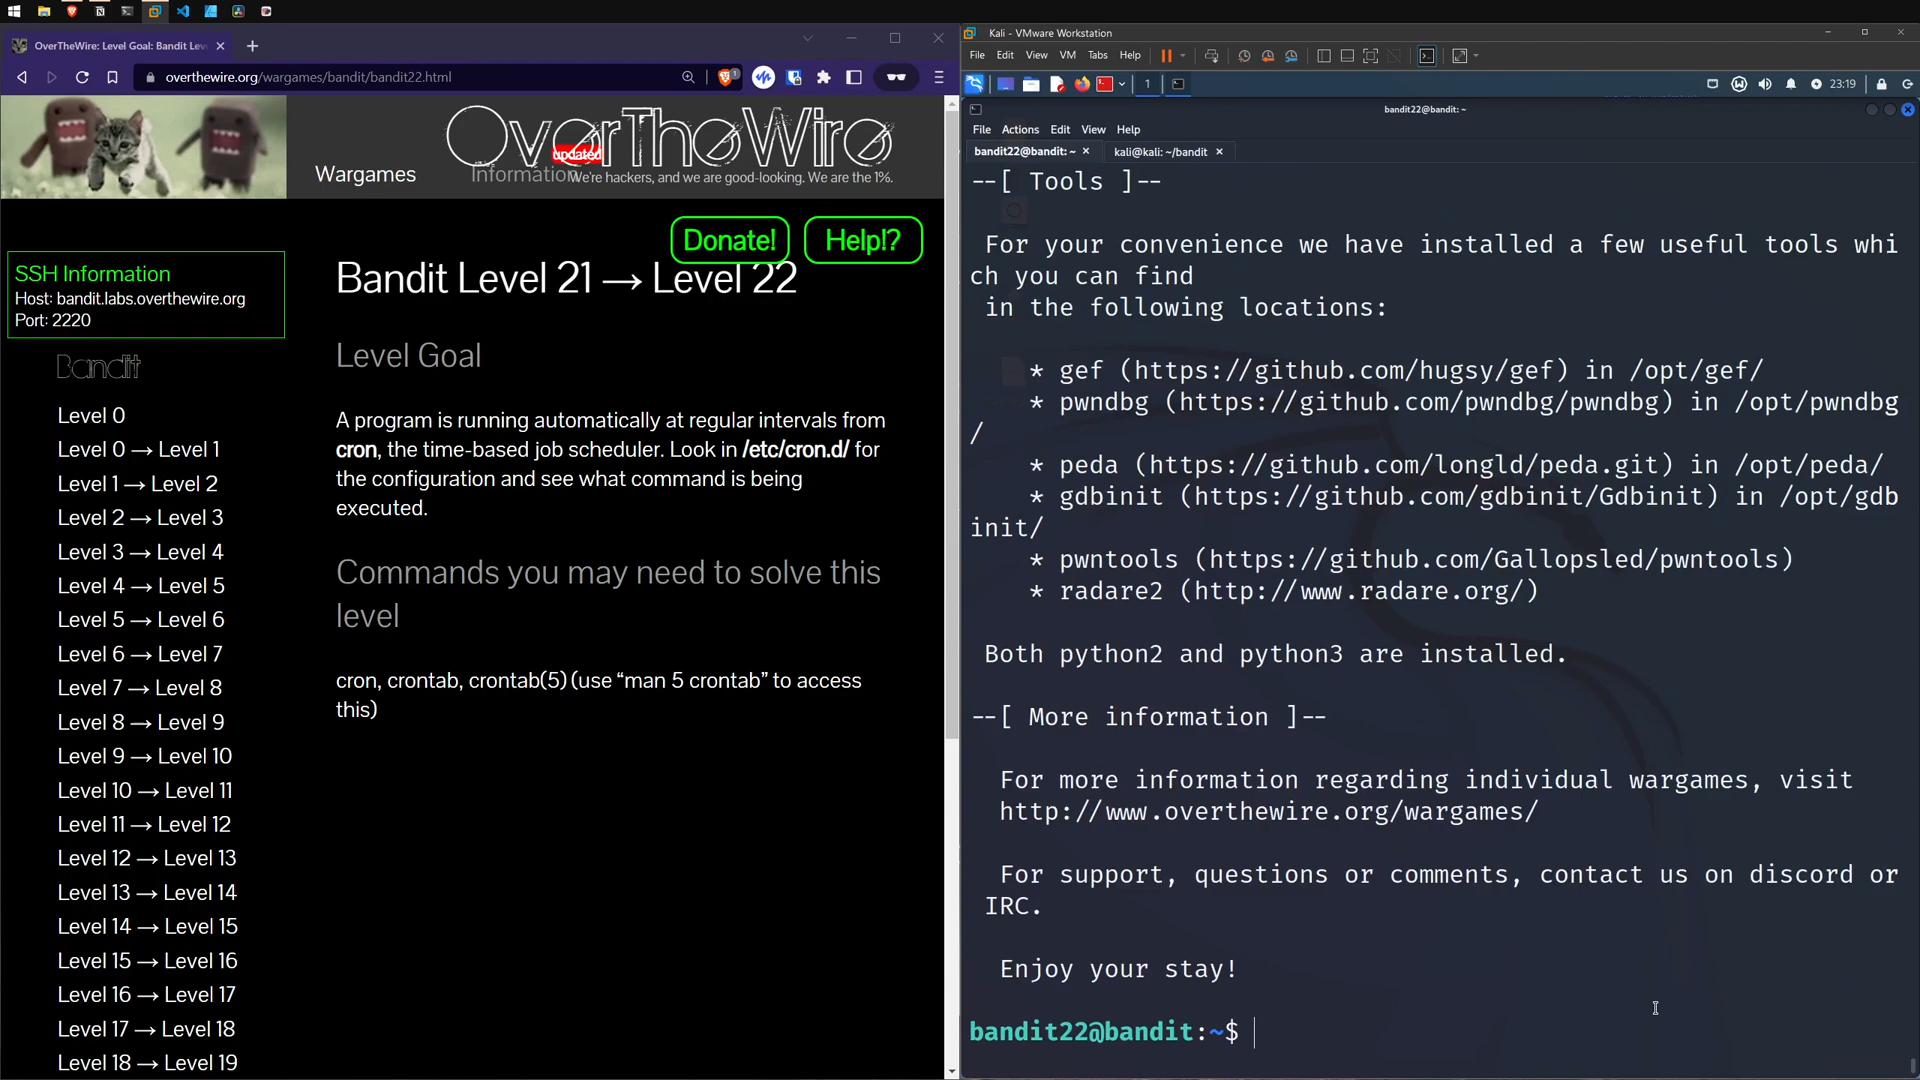 OverTheWire: Level Goal: Bandit Lev
overthewire.org/wargames/bandit/bandit22.html
OverTheWire
updated
Wargames
Information
We're hackers, and we are good-looking. We are the 1%.
Donate!
Help!?
SSH Information
Host: bandit.labs.overthewire.org
Port: 2220
Bandit
Level 0
Level 0 → Level 1
Level 1 → Level 2
Level 2 → Level 3
Level 3 → Level 4
Level 4 → Level 5
Level 5 → Level 6
Level 6 → Level 7
Level 7 → Level 8
Level 8 → Level 9
Level 9 → Level 10
Level 10 → Level 11
Level 11 → Level 12
Level 12 → Level 13
Level 13 → Level 14
Level 14 → Level 15
Level 15 → Level 16
Level 16 → Level 17
Level 17 → Level 18
Level 18 → Level 19
Bandit Level 21 → Level 22
Level Goal
A program is running automatically at regular intervals from
cron, the time-based job scheduler. Look in /etc/cron.d/ for
the configuration and see what command is being
executed.
Commands you may need to solve this
level
cron, crontab, crontab(5) (use “man 5 crontab” to access
this)
Kali - VMware Workstation
File Edit View VM Tabs Help
1
23:19
bandit22@bandit: ~
File Actions Edit View Help
bandit22@bandit: ~
kali@kali: ~/bandit
--[ Tools ]--
For your convenience we have installed a few useful tools whi
ch you can find
in the following locations:
* gef (https://github.com/hugsy/gef) in /opt/gef/
* pwndbg (https://github.com/pwndbg/pwndbg) in /opt/pwndbg
/
* peda (https://github.com/longld/peda.git) in /opt/peda/
* gdbinit (https://github.com/gdbinit/Gdbinit) in /opt/gdb
init/
* pwntools (https://github.com/Gallopsled/pwntools)
* radare2 (http://www.radare.org/)
Both python2 and python3 are installed.
--[ More information ]--
For more information regarding individual wargames, visit
http://www.overthewire.org/wargames/
For support, questions or comments, contact us on discord or
IRC.
Enjoy your stay!
bandit22@bandit:~$